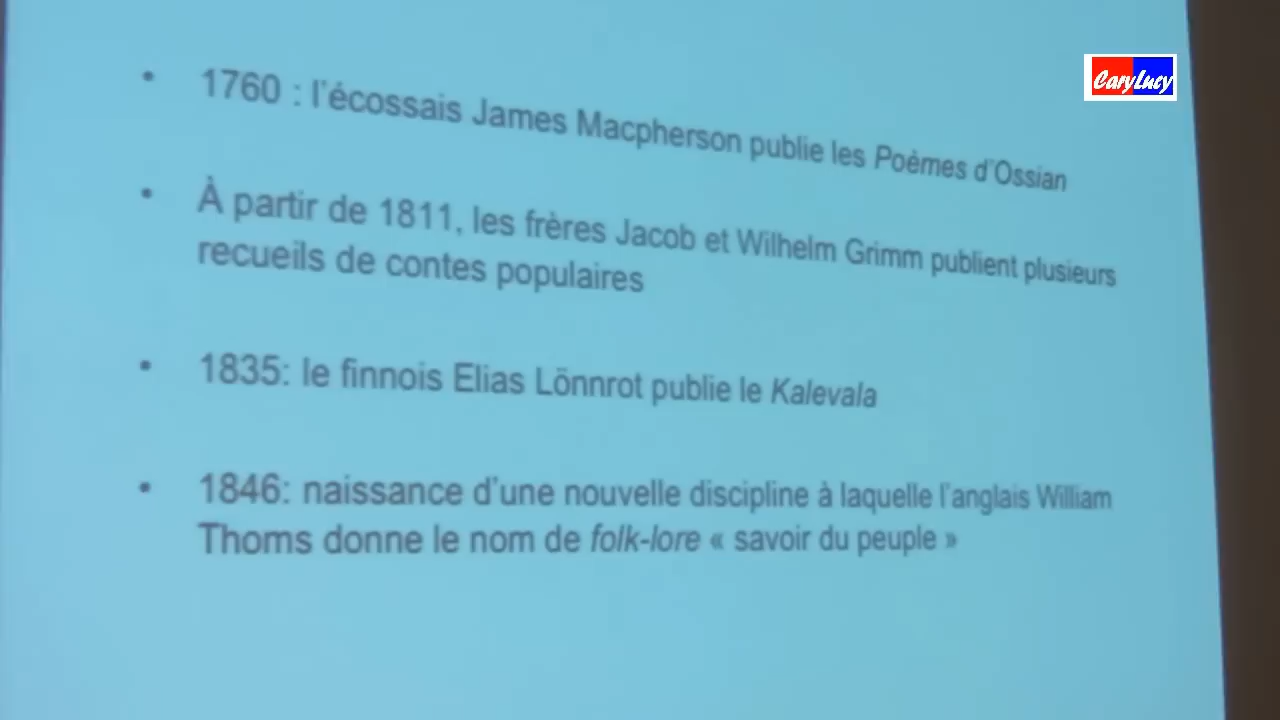 CaryLucy
• 1760 : l'écossais James Macpherson publie les Poèmes d'Ossian
• À partir de 1811, les frères Jacob et Wilhelm Grimm publient plusieurs
recueils de contes populaires
• 1835: le finnois Elias Lönnrot publie le Kalevala
• 1846: naissance d'une nouvelle discipline à laquelle l'anglais William
Thoms donne le nom de folk-lore « savoir du peuple »